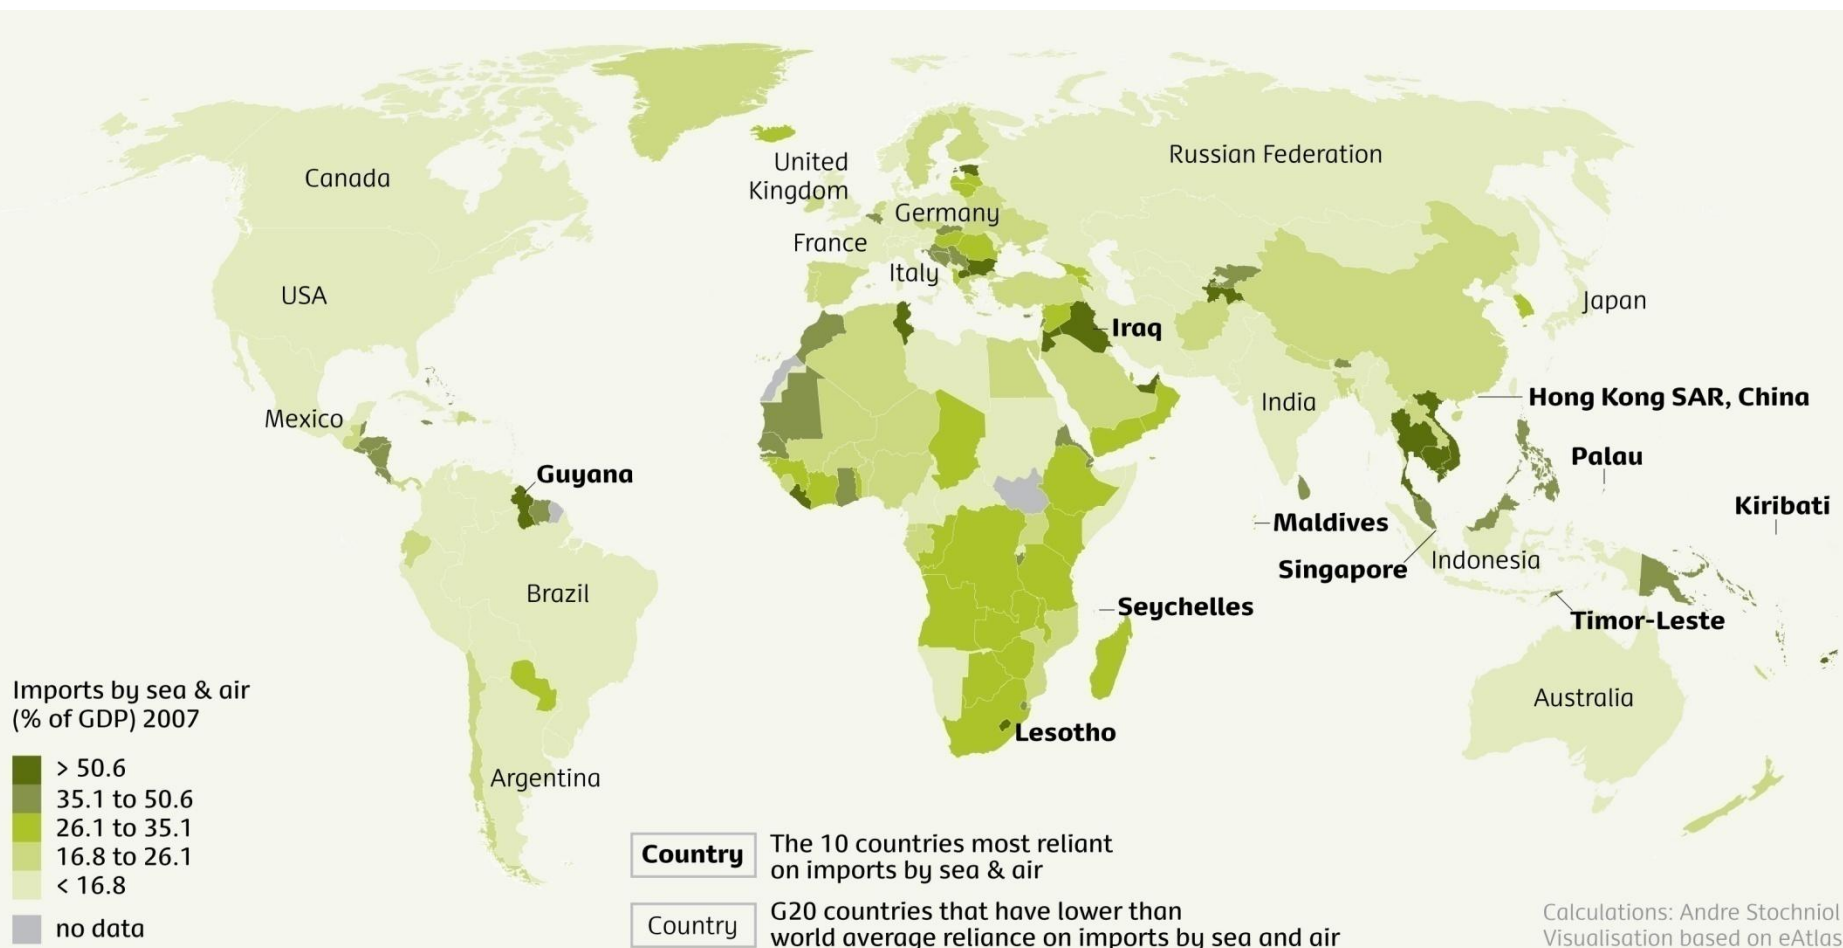 Canada
United
Kingdom
Russian Federation
Germany
France
Italy
USA
Japan
Iraq
Mexico
India
Hong Kong SAR, China
Guyana
Palau
Kiribati
Maldives
Singapore
Indonesia
Brazil
Seychelles
Timor-Leste
Australia
Lesotho
Argentina
Imports by sea & air
(% of GDP) 2007
> 50.6
35.1 to 50.6
26.1 to 35.1
16.8 to 26.1
< 16.8
no data
Country
The 10 countries most reliant
on imports by sea & air
Country
G20 countries that have lower than
world average reliance on imports by sea and air
Calculations: Andre Stochniol
Visualisation based on eAtlas